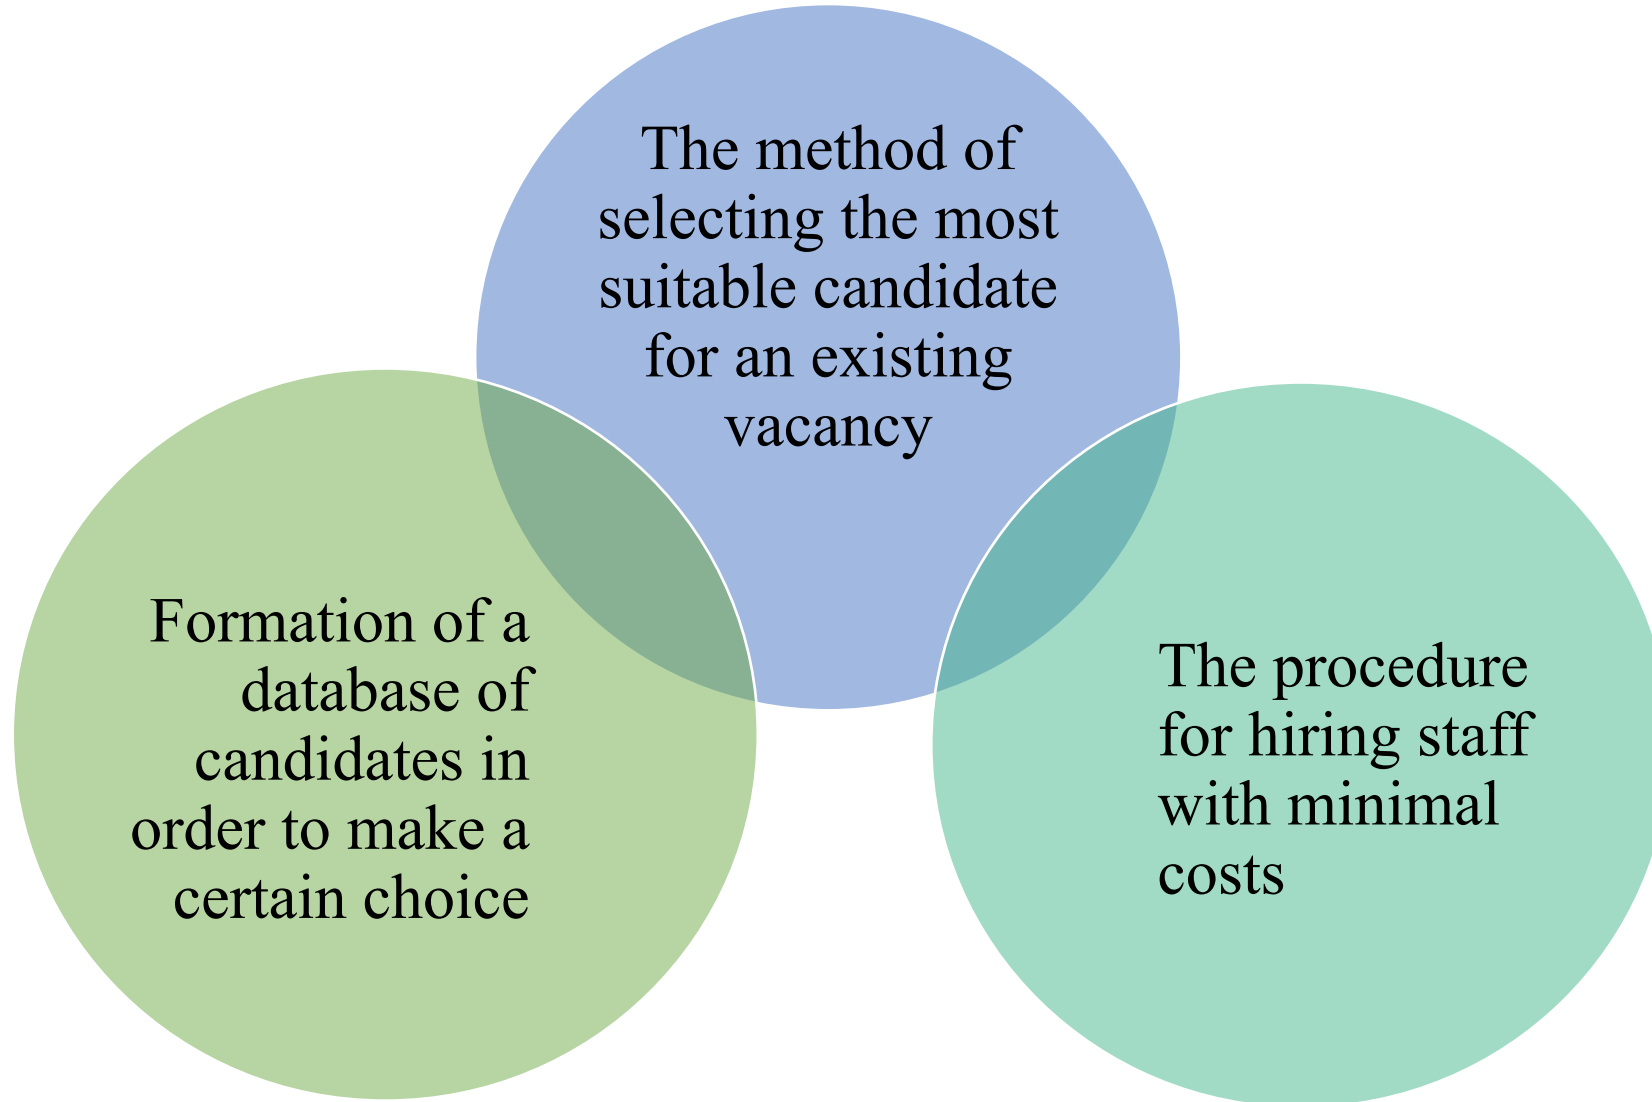 The method of
selecting the most
suitable candidate
for an existing
vacancy
Formation of a
database of
candidates in
order to make a
certain choice
The procedure
for hiring staff
with minimal
costs